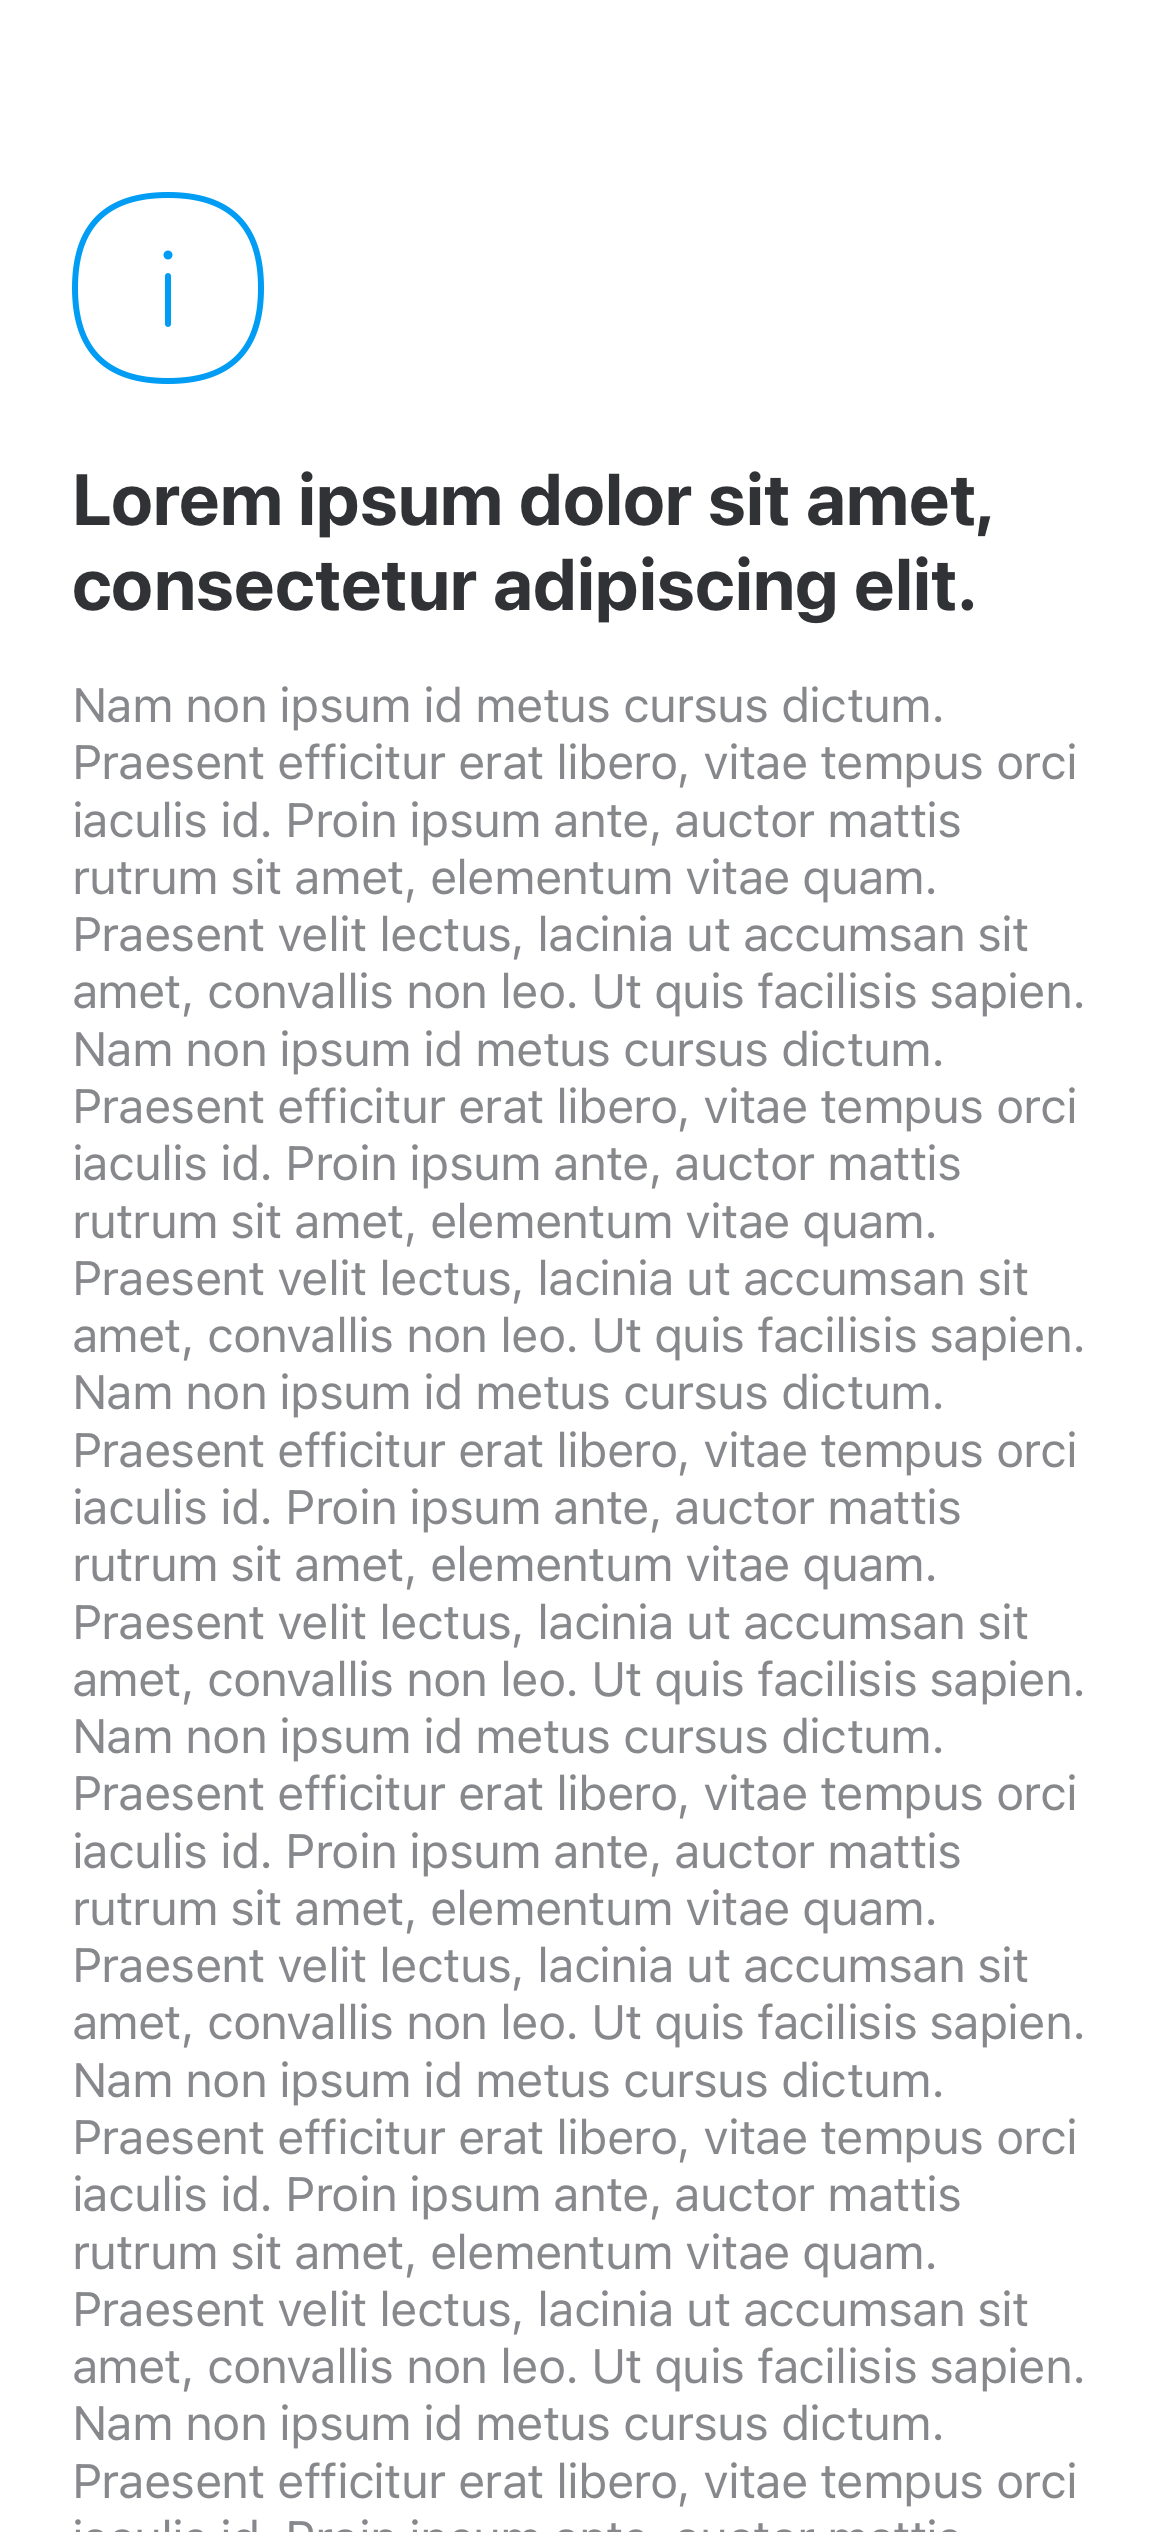 Lorem ipsum dolor sit amet,
consectetur adipiscing elit.
Nam non ipsum id metus cursus dictum.
Praesent efficitur erat libero, vitae tempus orci
iaculis id. Proin ipsum ante, auctor mattis
rutrum sit amet, elementum vitae quam.
Praesent velit lectus, lacinia ut accumsan sit
amet, convallis non leo. Ut quis facilisis sapien.
Nam non ipsum id metus cursus dictum.
Praesent efficitur erat libero, vitae tempus orci
iaculis id. Proin ipsum ante, auctor mattis
rutrum sit amet, elementum vitae quam.
Praesent velit lectus, lacinia ut accumsan sit
amet, convallis non leo. Ut quis facilisis sapien.
Nam non ipsum id metus cursus dictum.
Praesent efficitur erat libero, vitae tempus orci
iaculis id. Proin ipsum ante, auctor mattis
rutrum sit amet, elementum vitae quam.
Praesent velit lectus, lacinia ut accumsan sit
amet, convallis non leo. Ut quis facilisis sapien.
Nam non ipsum id metus cursus dictum.
Praesent efficitur erat libero, vitae tempus orci
iaculis id. Proin ipsum ante, auctor mattis
rutrum sit amet, elementum vitae quam.
Praesent velit lectus, lacinia ut accumsan sit
amet, convallis non leo. Ut quis facilisis sapien.
Nam non ipsum id metus cursus dictum.
Praesent efficitur erat libero, vitae tempus orci
iaculis id. Proin ipsum ante, auctor mattis
rutrum sit amet, elementum vitae quam.
Praesent velit lectus, lacinia ut accumsan sit
amet, convallis non leo. Ut quis facilisis sapien.
Nam non ipsum id metus cursus dictum.
Praesent efficitur erat libero, vitae tempus orci